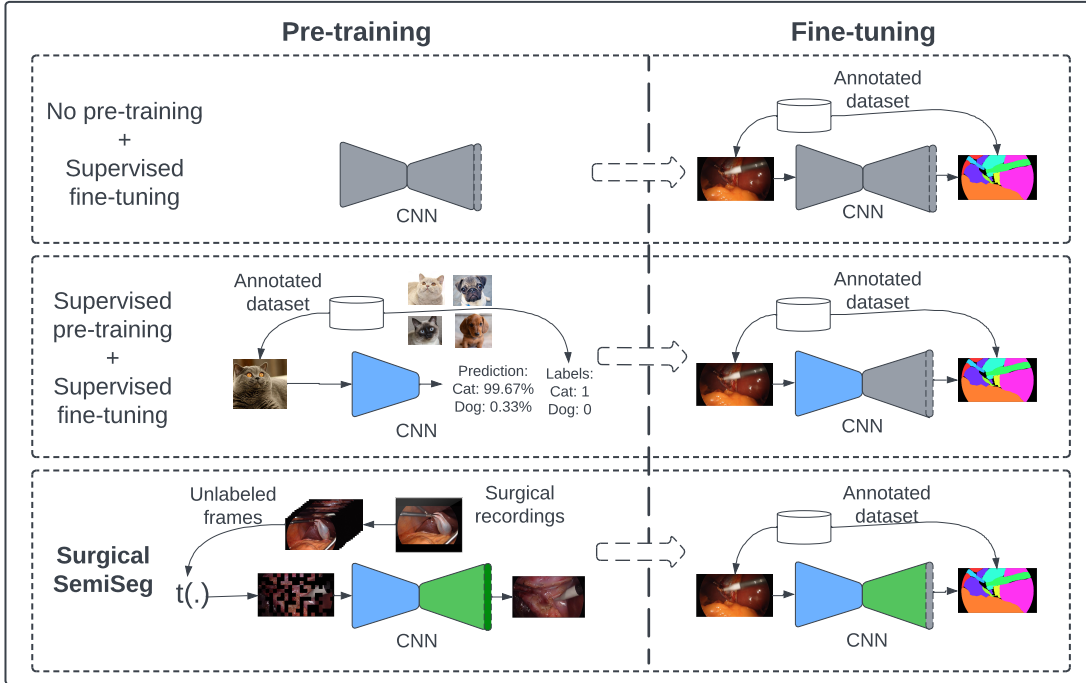 Pre-training
Fine-tuning
No pre-training
+
Supervised
fine-tuning
CNN
Annotated
dataset
CNN
Supervised
pre-training
+
Supervised
fine-tuning
Annotated
dataset
Prediction:
Cat: 99.67%
Dog: 0.33%
Labels:
Cat: 1
Dog: 0
CNN
Annotated
dataset
CNN
Surgical
SemiSeg
Unlabeled
frames
Surgical
recordings
t(.)
CNN
Annotated
dataset
CNN